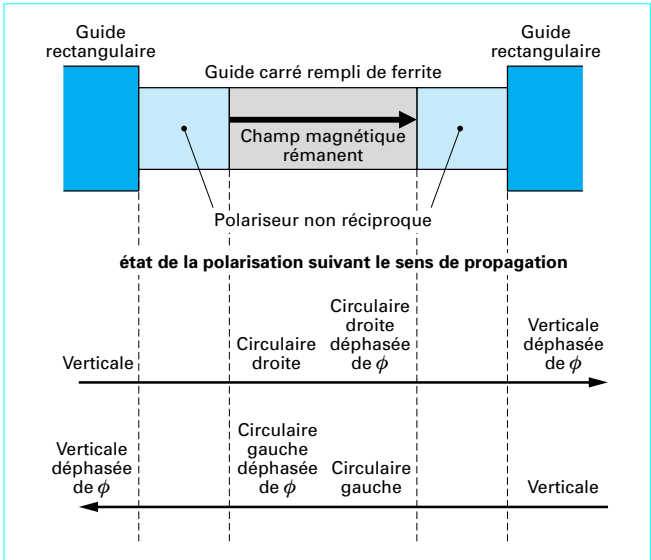 Guide
rectangulaire
Guide
rectangulaire
Guide carré rempli de ferrite
Champ magnétique
rémanent
Polariseur non réciproque
état de la polarisation suivant le sens de propagation
Verticale
Circulaire
droite
Circulaire
droite
déphasée
de ϕ
Verticale
déphasée
de ϕ
Verticale
déphasée
de ϕ
Circulaire
gauche
déphasée
de ϕ
Circulaire
gauche
Verticale